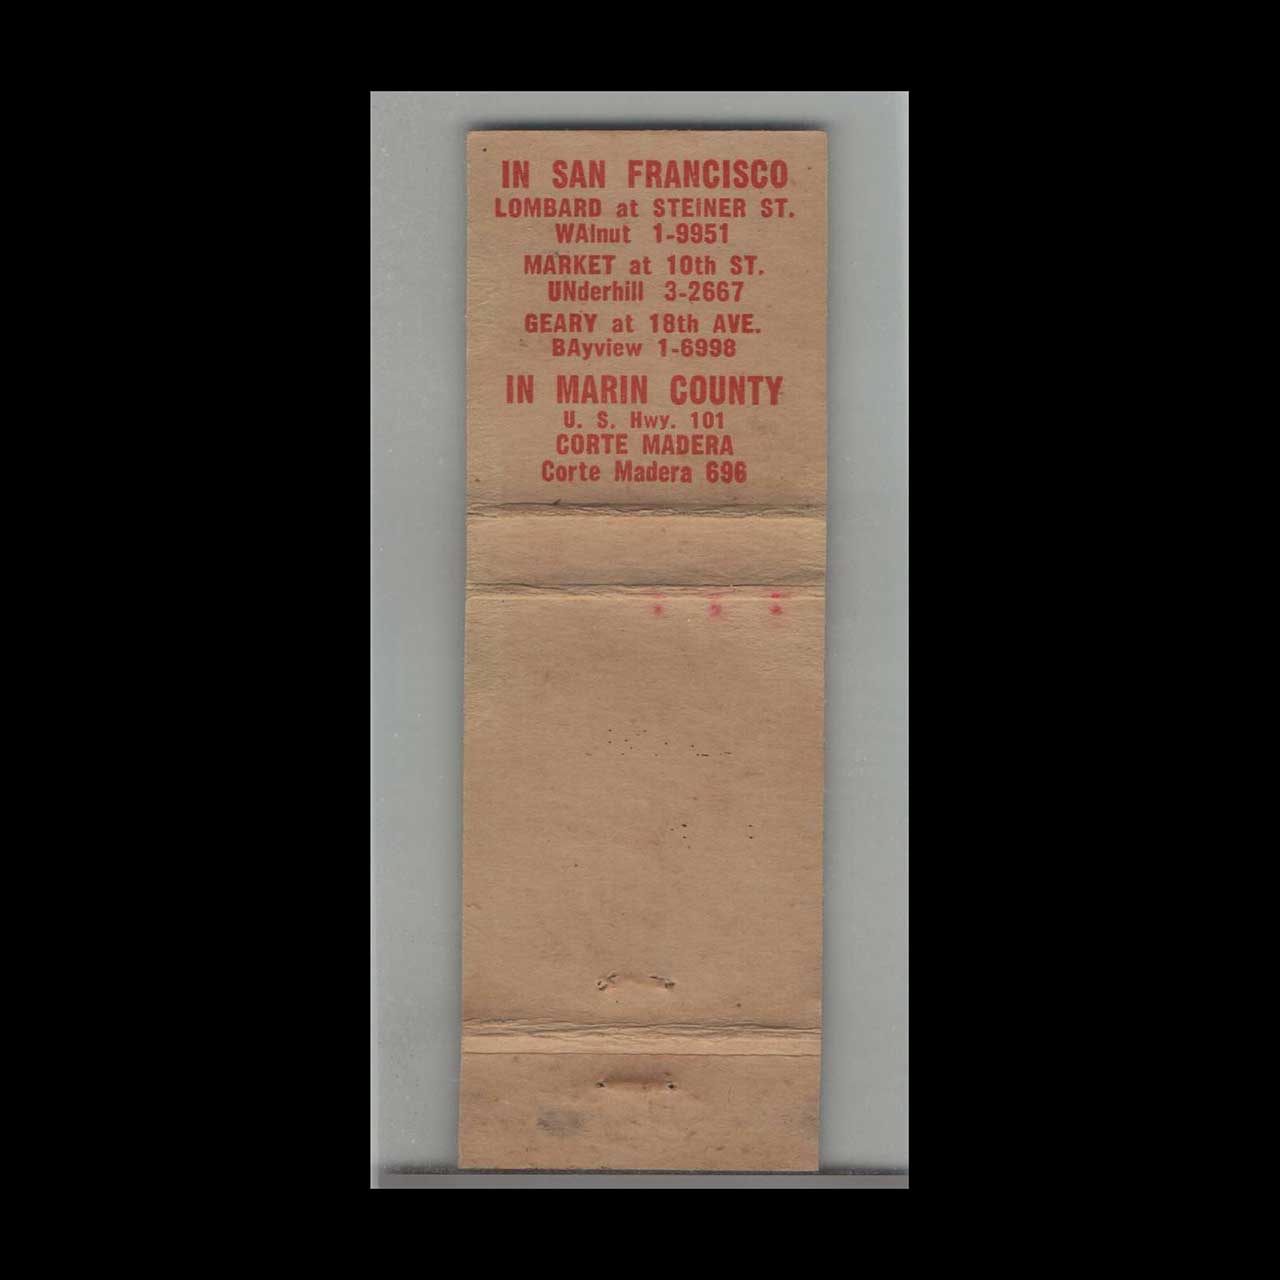 IN SAN FRANCISCO
LOMBARD at STEINER ST.
WAlnut 1-9951
MARKET at 10th ST.
UNderhill 3-2667
GEARY at 18th AVE.
BAyview 1-6998
IN MARIN COUNTY
U. S. Hwy. 101
CORTE MADERA
Corte Madera 696